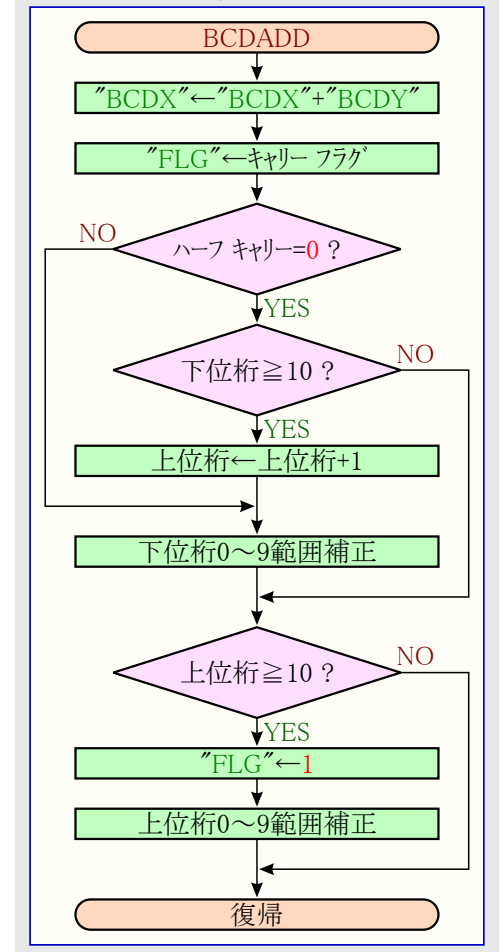 BCDADD
"BCDX"←"BCDX"+"BCDY"
"FLG"←キャリー フラグ
NO
ハーフ キャリー=0 ?
YES
下位桁≧10 ?
NO
YES
上位桁←上位桁+1
下位桁0〜9範囲補正
上位桁≧10 ?
NO
YES
"FLG"←1
上位桁0〜9範囲補正
復帰